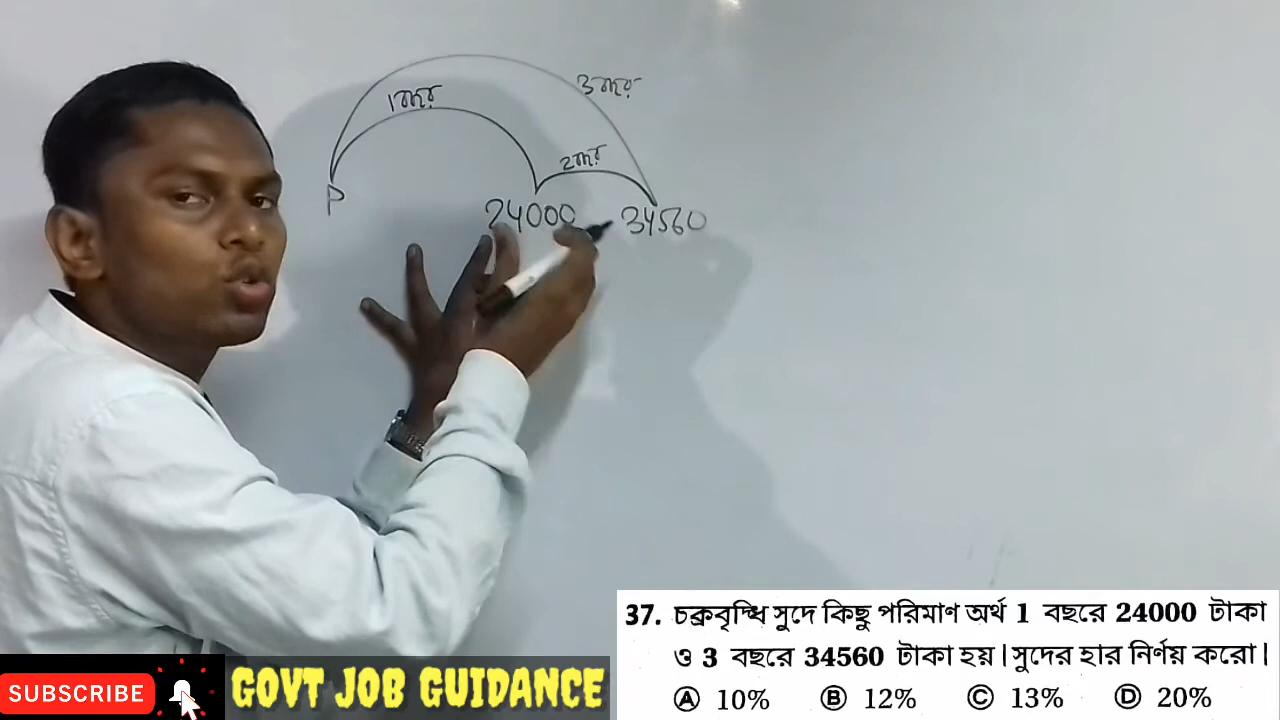 3 বছর
1 বছর
2 বছর
P
24000
34560
37. চক্রবৃদ্ধি সুদে কিছু পরিমাণ অর্থ 1 বছরে 24000 টাকা
ও 3 বছরে 34560 টাকা হয়। সুদের হার নির্ণয় করো।
Ⓐ 10% Ⓑ 12% Ⓒ 13% Ⓓ 20%
SUBSCRIBE
GOVT JOB GUIDANCE